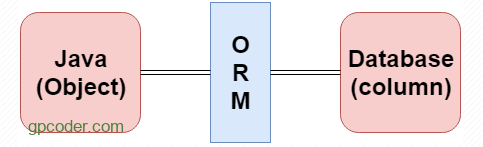 Java
(Object)
gpcoder.com
O
R
M
Database
(column)